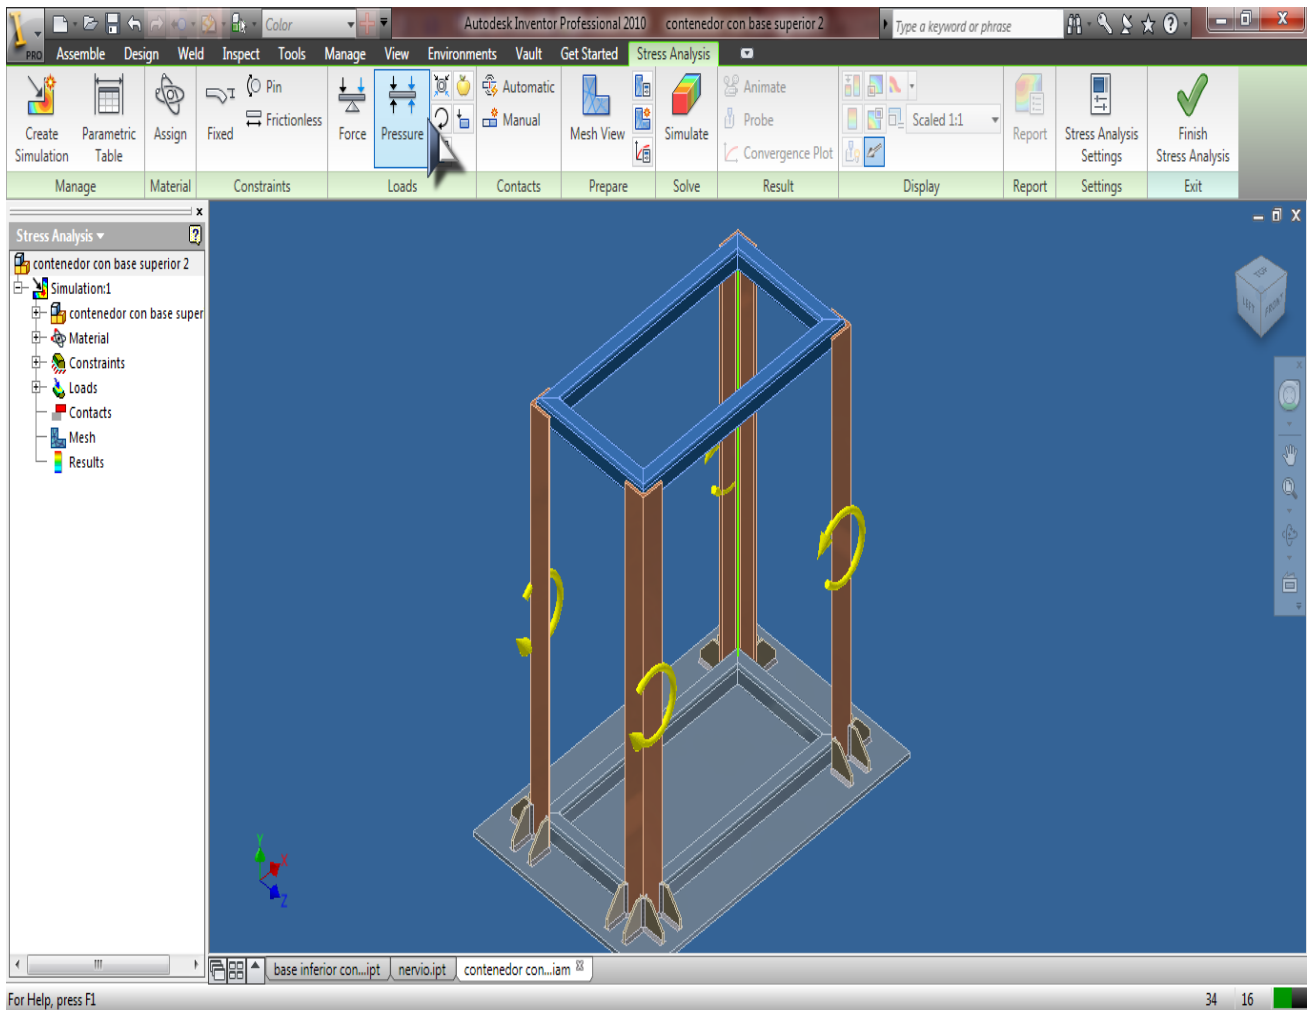 Color
Autodesk Inventor Professional 2010 contenedor con base superior 2
Type a keyword or phrase
PRO
Assemble Design Weld Inspect Tools Manage View Environments Vault Get Started Stress Analysis
Create Simulation
Parametric Table
Assign
Fixed
Pin
Frictionless
Force
Pressure
Automatic
Manual
Mesh View
Simulate
Animate
Probe
Convergence Plot
Scaled 1:1
Report
Stress Analysis Settings
Finish Stress Analysis
Manage Material Constraints Loads Contacts Prepare Solve Result Display Report Settings Exit
Stress Analysis
contenedor con base superior 2
Simulation:1
contenedor con base super
Material
Constraints
Loads
Contacts
Mesh
Results
TOP
LEFT
FRONT
Y
X
Z
base inferior con...ipt nervio.ipt contenedor con...iam
For Help, press F1
34 16